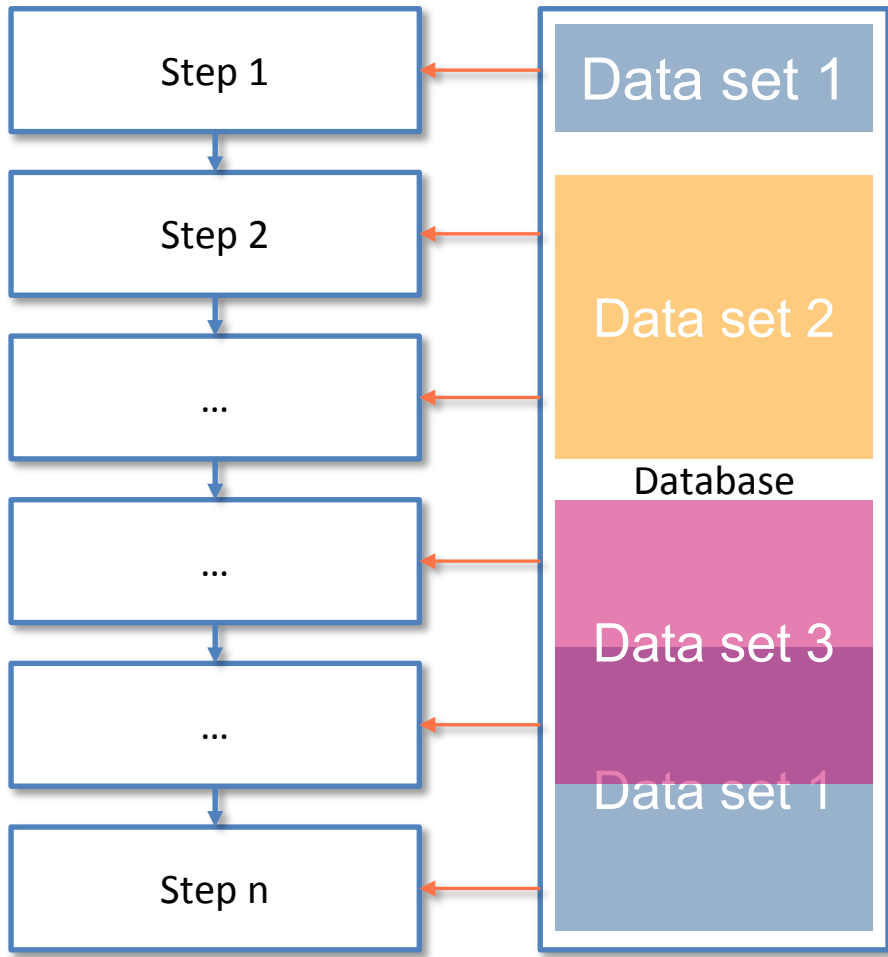 Step 1
Data set 1
Step 2
Data set 2
...
Database
...
Data set 3
...
Data set 1
Step n